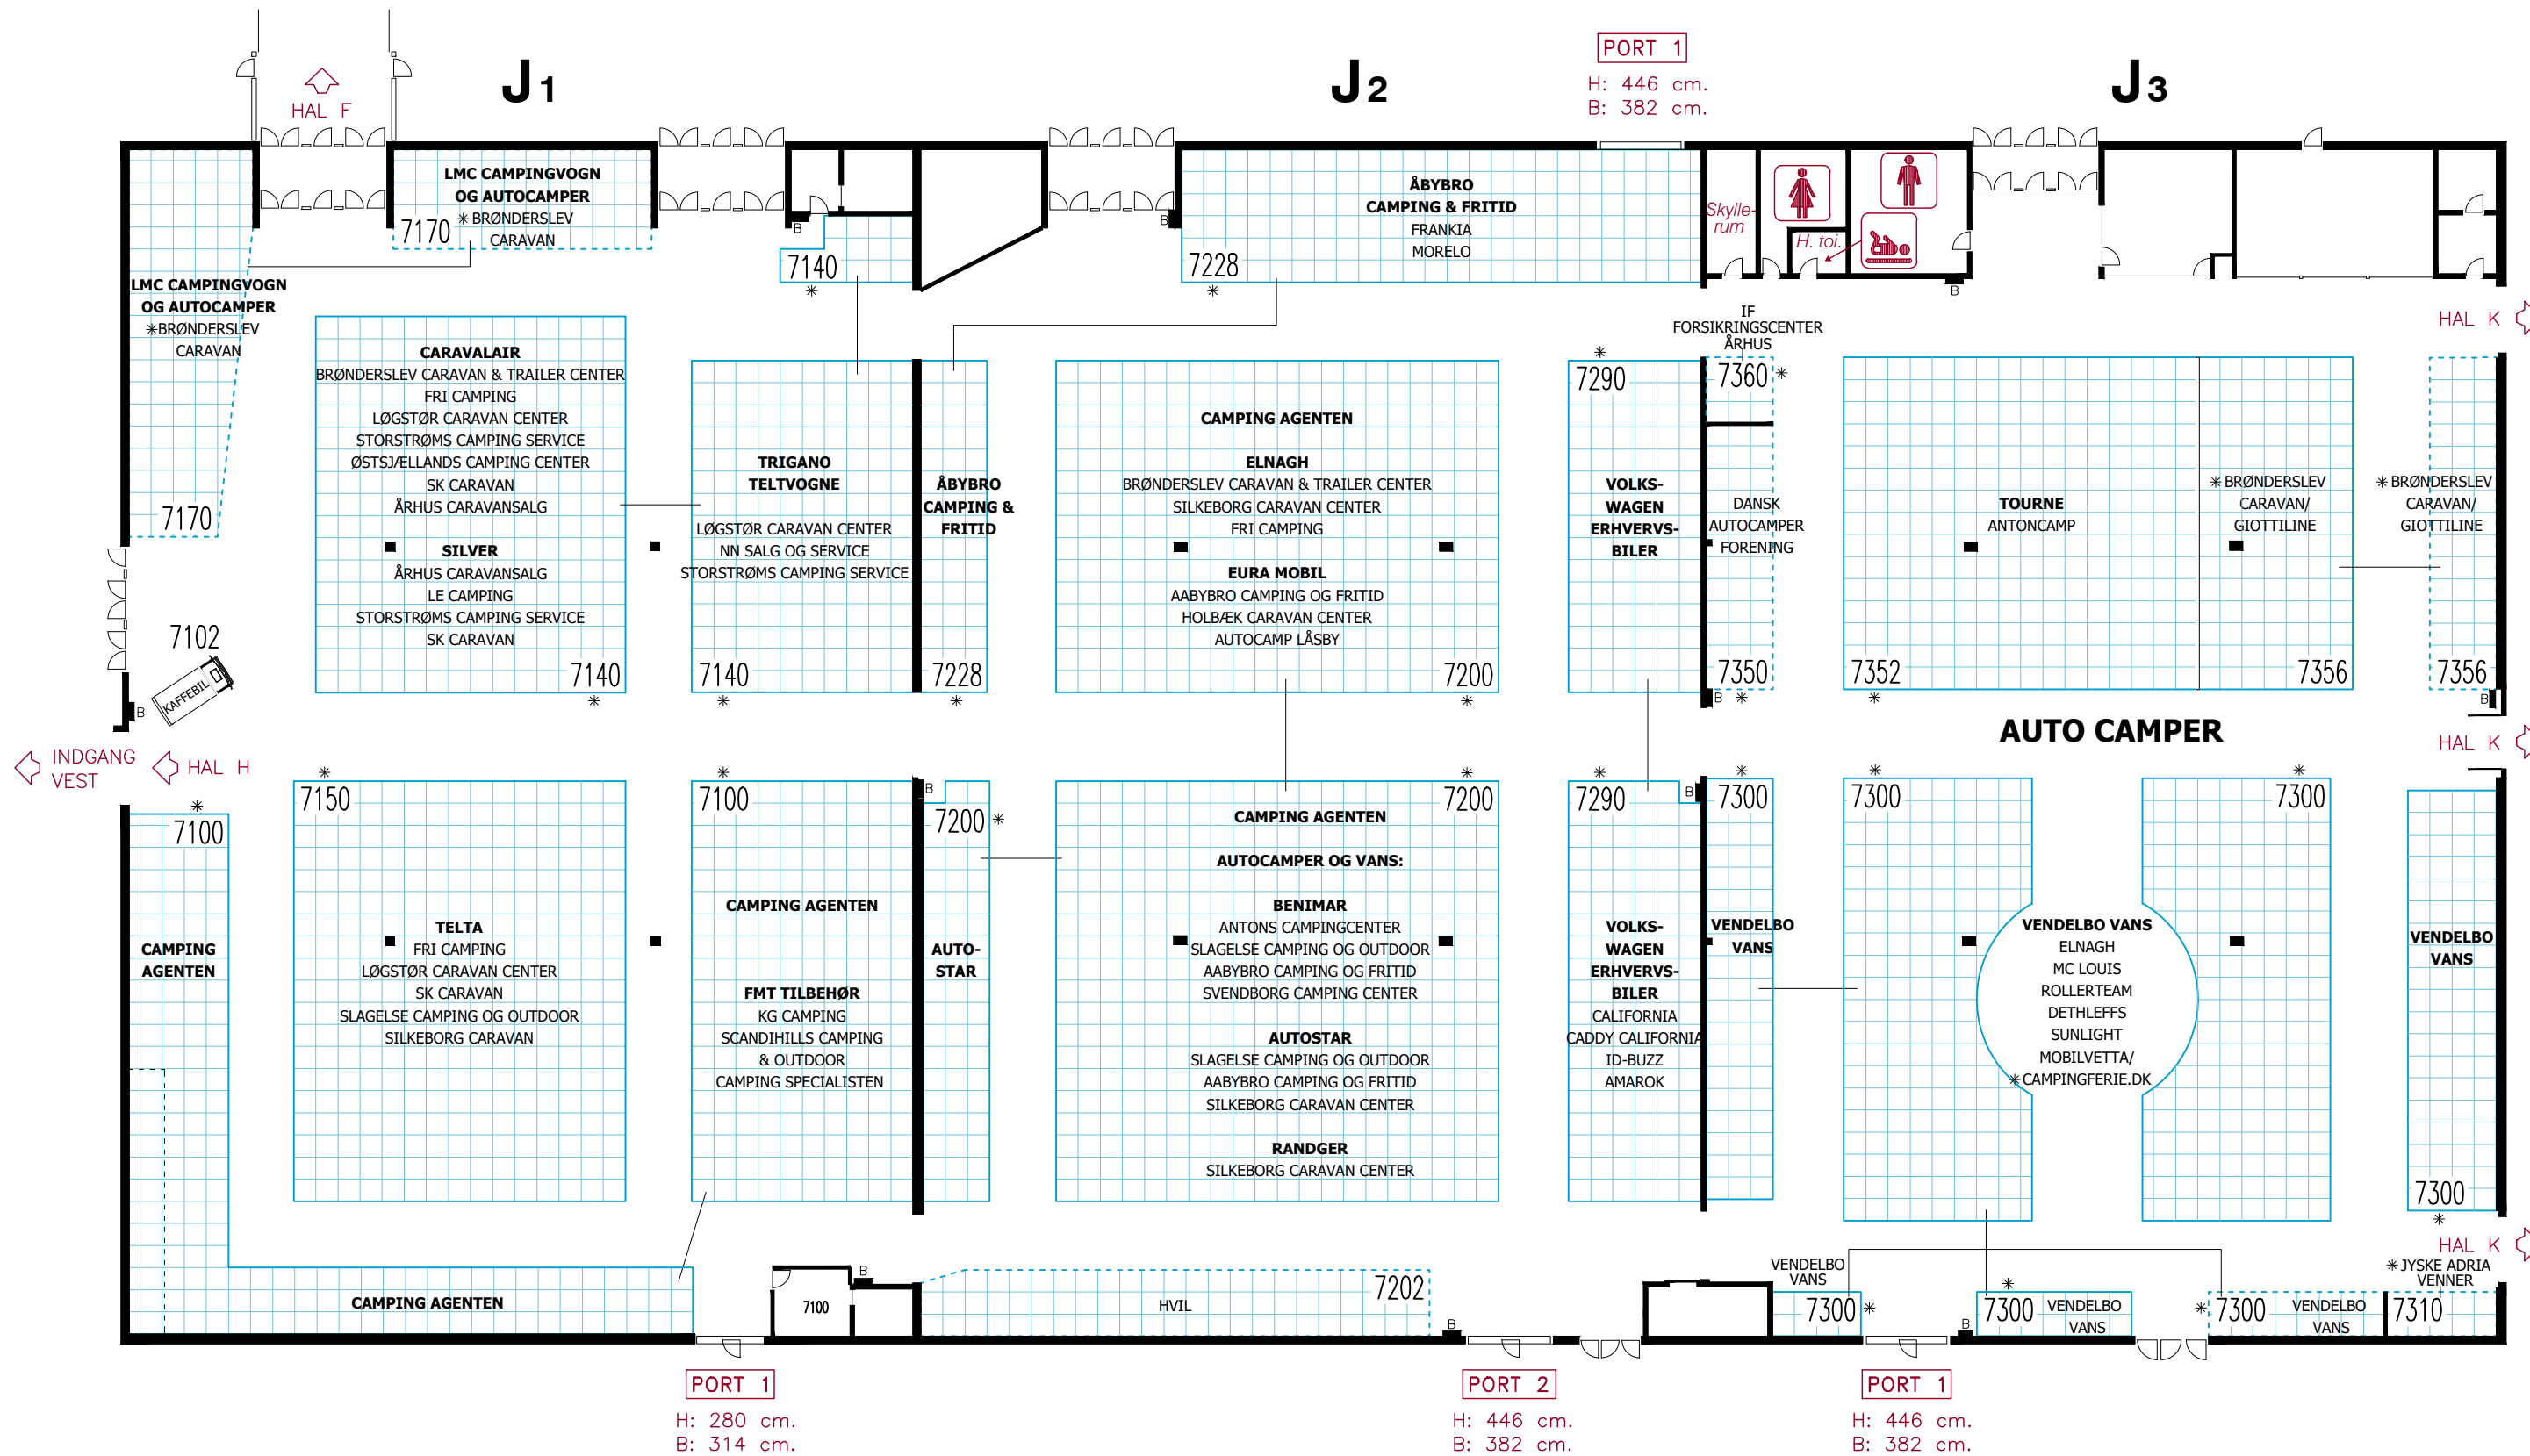 J1
J2
J3
PORT 1
H: 446 cm.
B: 382 cm.
HAL F
LMC CAMPINGVOGN
OG AUTOCAMPER
✳BRØNDERSLEV
CARAVAN
7170
LMC CAMPINGVOGN
OG AUTOCAMPER
✳BRØNDERSLEV
CARAVAN
7170
B
7140
✳
B
ÅBYBRO
CAMPING & FRITID
FRANKIA
MORELO
7228
✳
Skylle-
rum
H. toi.
B
HAL K
CARAVALAIR
BRØNDERSLEV CARAVAN & TRAILER CENTER
FRI CAMPING
LØGSTØR CARAVAN CENTER
STORSTRØMS CAMPING SERVICE
ØSTSJÆLLANDS CAMPING CENTER
SK CARAVAN
ÅRHUS CARAVANSALG
SILVER
ÅRHUS CARAVANSALG
LE CAMPING
STORSTRØMS CAMPING SERVICE
SK CARAVAN
7140
✳
TRIGANO
TELTVOGNE
LØGSTØR CARAVAN CENTER
NN SALG OG SERVICE
STORSTRØMS CAMPING SERVICE
7140
✳
ÅBYBRO
CAMPING &
FRITID
7228
✳
CAMPING AGENTEN
ELNAGH
BRØNDERSLEV CARAVAN & TRAILER CENTER
SILKEBORG CARAVAN CENTER
FRI CAMPING
EURA MOBIL
AABYBRO CAMPING OG FRITID
HOLBÆK CARAVAN CENTER
AUTOCAMP LÅSBY
7200
✳
✳
7290
VOLKS-
WAGEN
ERHVERVS-
BILER
IF
FORSIKRINGSCENTER
ÅRHUS
7360 ✳
DANSK
AUTOCAMPER
FORENING
7350
B ✳
TOURNE
ANTONCAMP
7352
✳
✳BRØNDERSLEV
CARAVAN/
GIOTTILINE
7356
✳BRØNDERSLEV
CARAVAN/
GIOTTILINE
7356
B
7102
KAFFEBIL
B
INDGANG
VEST
HAL H
AUTO CAMPER
HAL K
✳
7100
CAMPING
AGENTEN
CAMPING AGENTEN
✳
7150
TELTA
FRI CAMPING
LØGSTØR CARAVAN CENTER
SK CARAVAN
SLAGELSE CAMPING OG OUTDOOR
SILKEBORG CARAVAN
✳
7100
CAMPING AGENTEN
FMT TILBEHØR
KG CAMPING
SCANDIHILLS CAMPING
& OUTDOOR
CAMPING SPECIALISTEN
B
7200 ✳
AUTO-
STAR
✳
7200
CAMPING AGENTEN
AUTOCAMPER OG VANS:
BENIMAR
ANTONS CAMPINGCENTER
SLAGELSE CAMPING OG OUTDOOR
AABYBRO CAMPING OG FRITID
SVENDBORG CAMPING CENTER
AUTOSTAR
SLAGELSE CAMPING OG OUTDOOR
AABYBRO CAMPING OG FRITID
SILKEBORG CARAVAN CENTER
RANDGER
SILKEBORG CARAVAN CENTER
✳
7290
B
VOLKS-
WAGEN
ERHVERVS-
BILER
CALIFORNIA
CADDY CALIFORNIA
ID-BUZZ
AMAROK
✳
7300
VENDELBO
VANS
✳
7300
✳
7300
VENDELBO VANS
ELNAGH
MC LOUIS
ROLLERTEAM
DETHLEFFS
SUNLIGHT
MOBILVETTA/
✳CAMPINGFERIE.DK
VENDELBO
VANS
7300
✳
HAL K
7100
B
HVIL
7202
B
VENDELBO
VANS
7300 ✳
B
✳
7300 VENDELBO
VANS
✳
7300 VENDELBO
VANS
✳JYSKE ADRIA
VENNER
7310
PORT 1
H: 280 cm.
B: 314 cm.
PORT 2
H: 446 cm.
B: 382 cm.
PORT 1
H: 446 cm.
B: 382 cm.